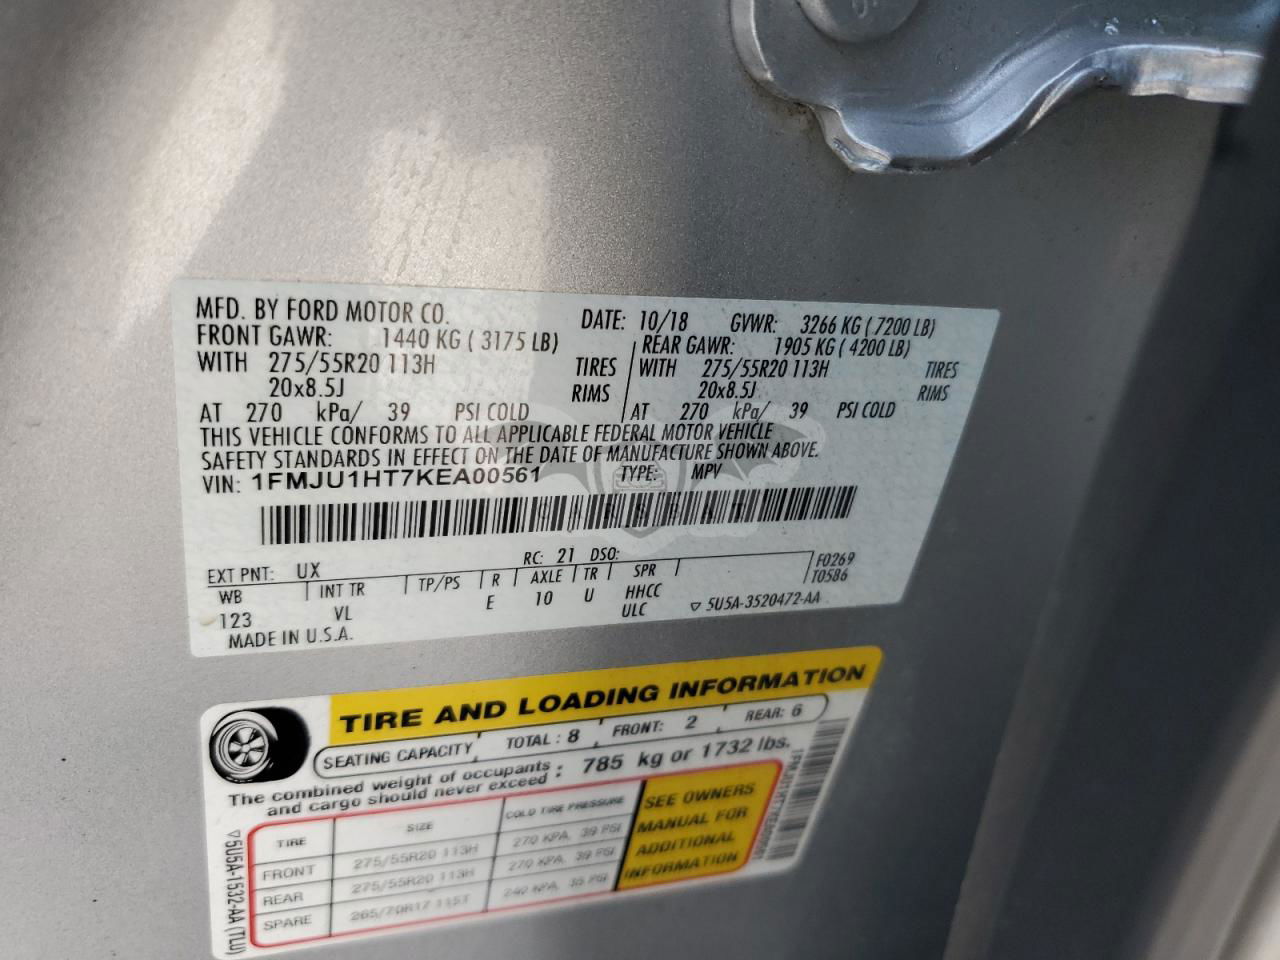 MFD. BY FORD MOTOR CO. DATE: 10/18 GVWR: 3266 KG ( 7200 LB)
FRONT GAWR: 1440 KG ( 3175 LB) REAR GAWR: 1905 KG ( 4200 LB)
WITH 275/55R20 113H TIRES WITH 275/55R20 113H TIRES
20x8.5J RIMS 20x8.5J RIMS
AT 270 kPa/ 39 PSI COLD AT 270 kPa/ 39 PSI COLD
THIS VEHICLE CONFORMS TO ALL APPLICABLE FEDERAL MOTOR VEHICLE
SAFETY STANDARDS IN EFFECT ON THE DATE OF MANUFACTURE SHOWN ABOVE.
VIN: 1FMJU1HT7KEA00561 TYPE: MPV
EXT PNT: UX RC: 21 DSO: F0269
WB INT TR TP/PS R AXLE TR SPR T0586
123 VL E 10 U HHCC
ULC 5U5A-3520472-AA
MADE IN U.S.A.
TIRE AND LOADING INFORMATION
SEATING CAPACITY TOTAL : 8 FRONT: 2 REAR: 6
The combined weight of occupants and cargo should never exceed : 785 kg or 1732 lbs.
TIRE SIZE COLD TIRE PRESSURE
FRONT 275/55R20 113H 270 KPA, 39 PSI
REAR 275/55R20 113H 270 KPA, 39 PSI
SPARE 265/70R17 115T 240 KPA, 35 PSI
SEE OWNERS
MANUAL FOR
ADDITIONAL
INFORMATION
5U5A-1532-AA (TLU)
1FMJU1HT7KEA00561